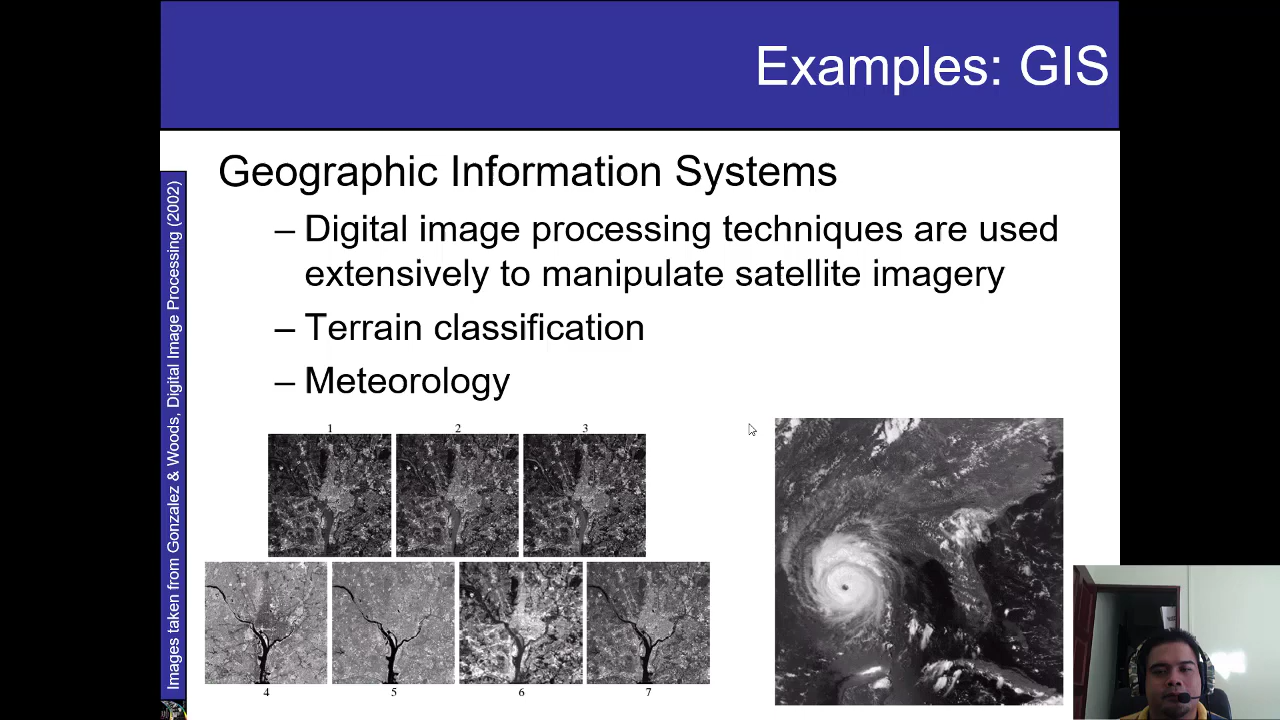 Examples: GIS
Geographic Information Systems
– Digital image processing techniques are used
extensively to manipulate satellite imagery
– Terrain classification
– Meteorology
Images taken from Gonzalez & Woods, Digital Image Processing (2002)
1 2 3
4 5 6 7